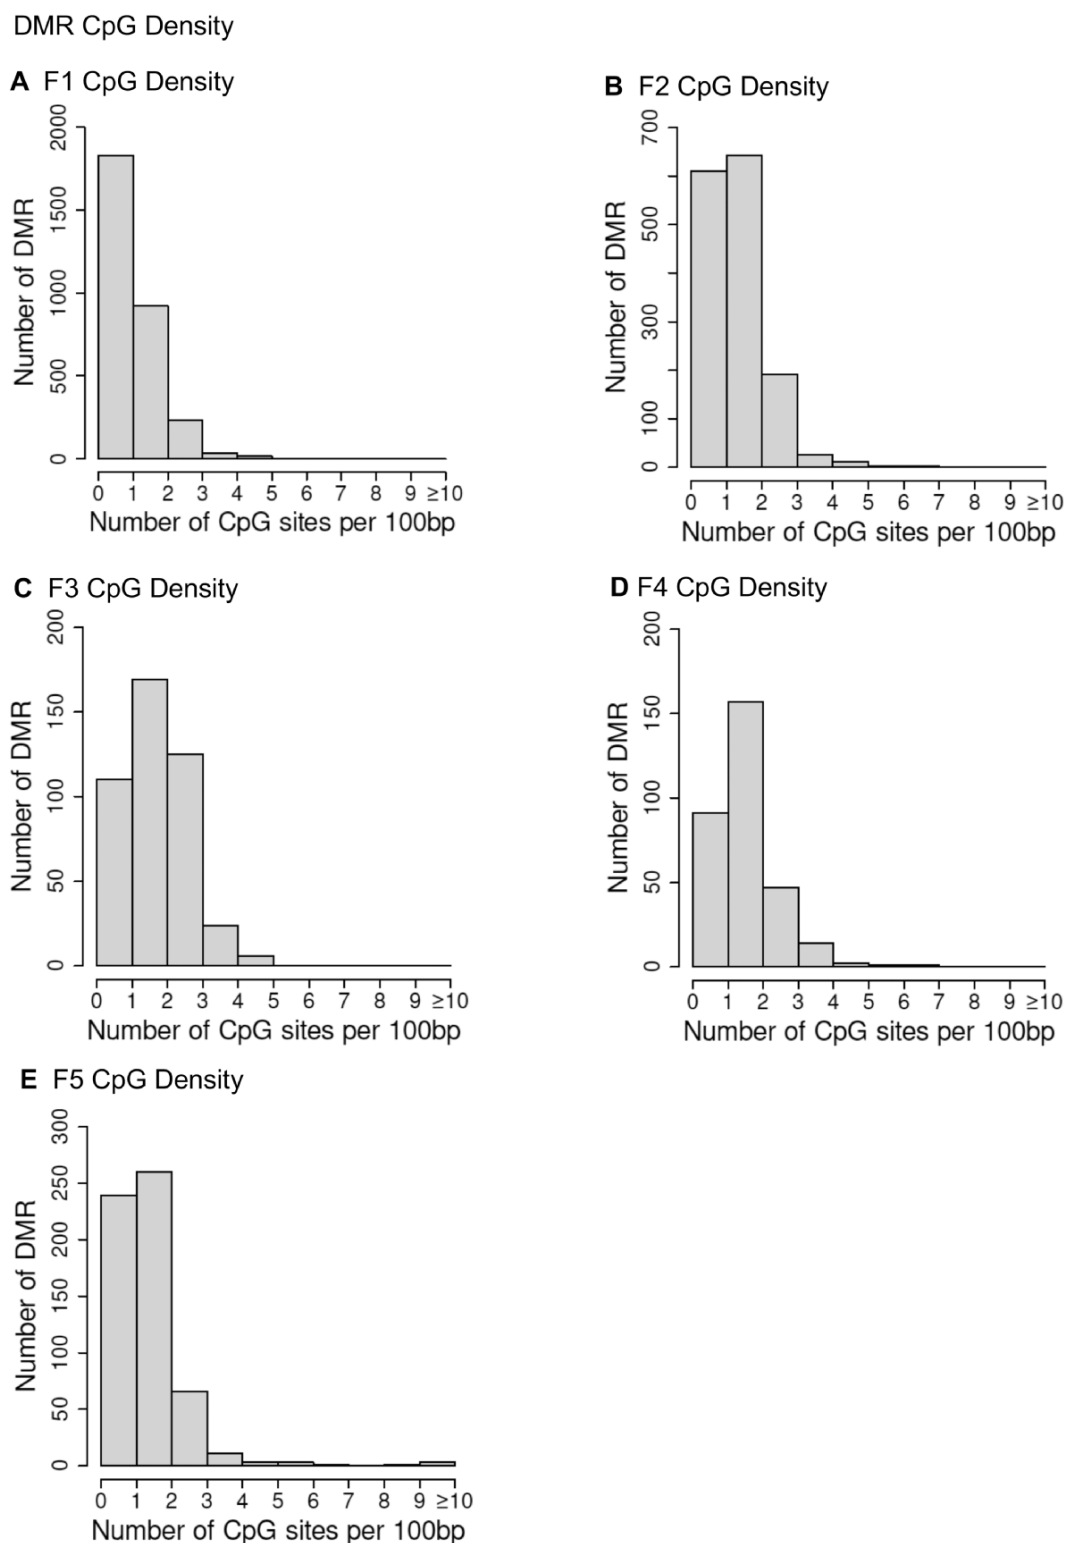 DMR CpG Density
A F1 CpG Density
Number of DMR
0 500 1000 1500 2000
0 1 2 3 4 5 6 7 8 9 ≥10
Number of CpG sites per 100bp
B F2 CpG Density
Number of DMR
0 100 300 500 700
0 1 2 3 4 5 6 7 8 9 ≥10
Number of CpG sites per 100bp
C F3 CpG Density
Number of DMR
0 50 100 150 200
0 1 2 3 4 5 6 7 8 9 ≥10
Number of CpG sites per 100bp
D F4 CpG Density
Number of DMR
0 50 100 150 200
0 1 2 3 4 5 6 7 8 9 ≥10
Number of CpG sites per 100bp
E F5 CpG Density
Number of DMR
0 50 100 150 200 250 300
0 1 2 3 4 5 6 7 8 9 ≥10
Number of CpG sites per 100bp